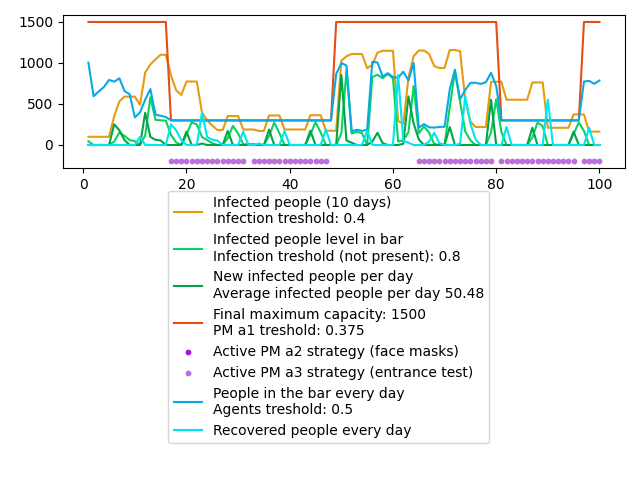 1500
1000
500
0
0 20 40 60 80 100
Infected people (10 days)
Infection treshold: 0.4
Infected people level in bar
Infection treshold (not present): 0.8
New infected people per day
Average infected people per day 50.48
Final maximum capacity: 1500
PM a1 treshold: 0.375
Active PM a2 strategy (face masks)
Active PM a3 strategy (entrance test)
People in the bar every day
Agents treshold: 0.5
Recovered people every day